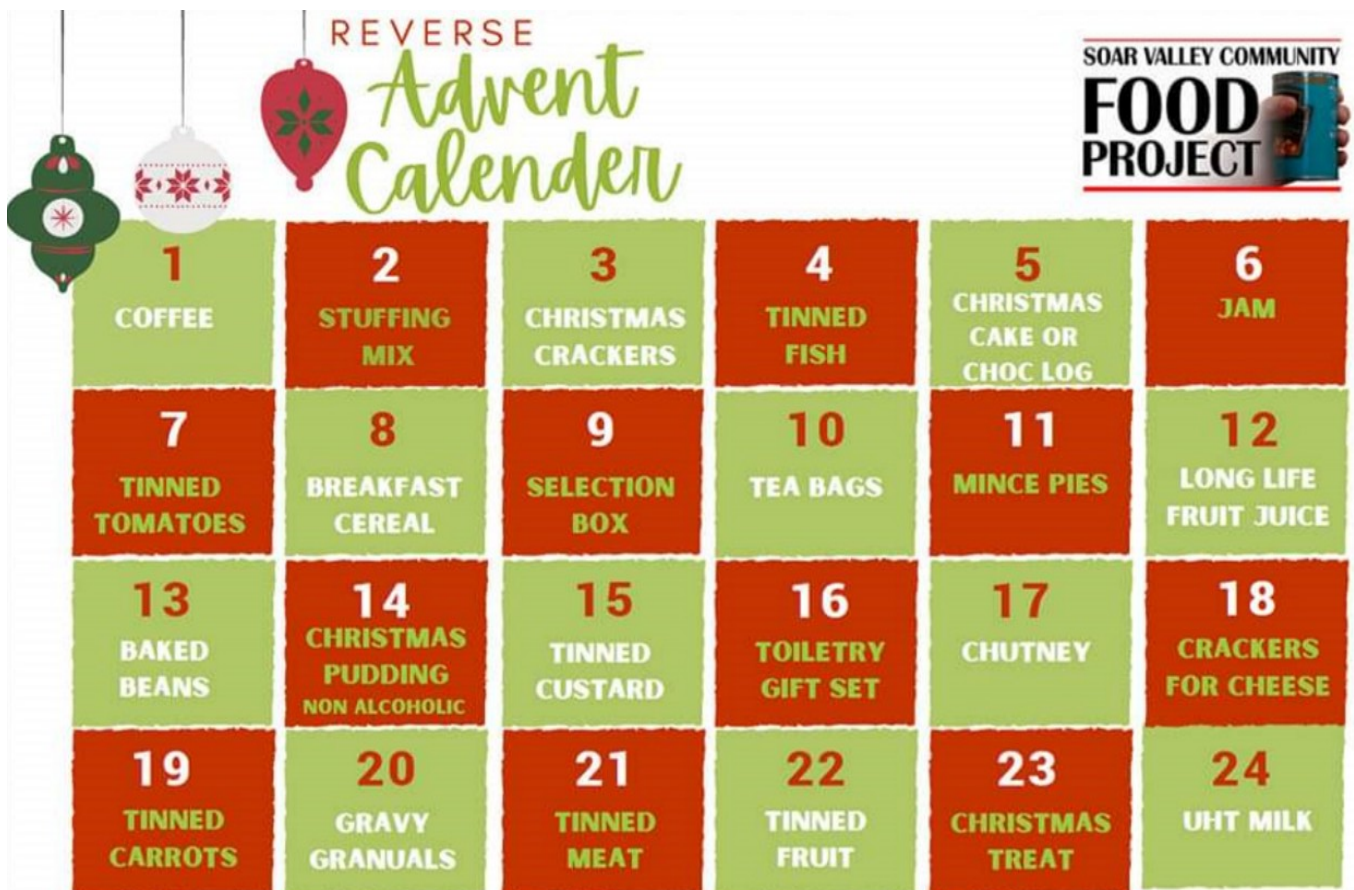 REVERSE
Advent
Calender
SOAR VALLEY COMMUNITY
FOOD
PROJECT
1
COFFEE
2
STUFFING
MIX
3
CHRISTMAS
CRACKERS
4
TINNED
FISH
5
CHRISTMAS
CAKE OR
CHOC LOG
6
JAM
7
TINNED
TOMATOES
8
BREAKFAST
CEREAL
9
SELECTION
BOX
10
TEA BAGS
11
MINCE PIES
12
LONG LIFE
FRUIT JUICE
13
BAKED
BEANS
14
CHRISTMAS
PUDDING
NON ALCOHOLIC
15
TINNED
CUSTARD
16
TOILETRY
GIFT SET
17
CHUTNEY
18
CRACKERS
FOR CHEESE
19
TINNED
CARROTS
20
GRAVY
GRANUALS
21
TINNED
MEAT
22
TINNED
FRUIT
23
CHRISTMAS
TREAT
24
UHT MILK